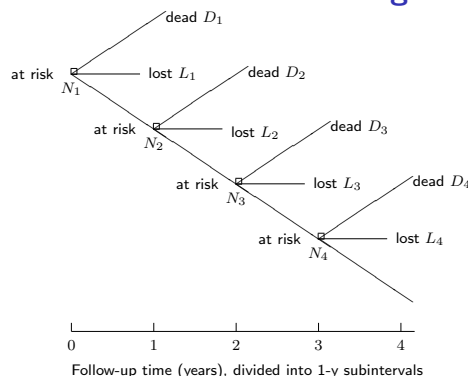 dead D₁
at risk
lost L₁
N₁
dead D₂
at risk
lost L₂
N₂
dead D₃
at risk
lost L₃
N₃
dead D₄
at risk
lost L₄
N₄
0 1 2 3 4
Follow-up time (years), divided into 1-y subintervals